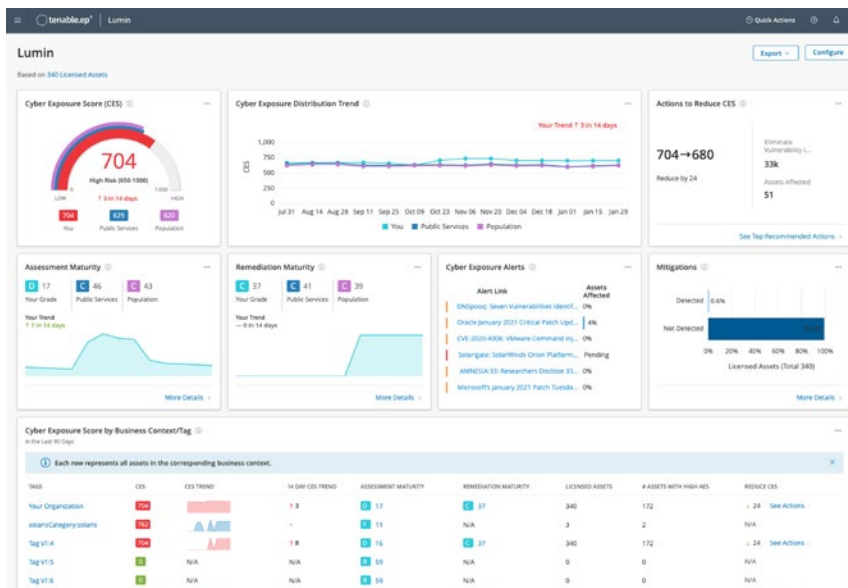 tenable.ep Lumin
Quick Actions
Lumin
Export
Configure
Based on 340 Licensed Assets
Cyber Exposure Score (CES)
704
High Risk (650-1000)
0
1,000
LOW
↑ 3 in 14 days
HIGH
704
629
620
You
Public Services
Population
Cyber Exposure Distribution Trend
Your Trend ↑ 3 in 14 days
CES
1,000
750
500
250
0
Jul 31 Aug 14 Aug 28 Sep 11 Sep 25 Oct 09 Oct 23 Nov 06 Nov 20 Dec 04 Dec 18 Jan 01 Jan 15 Jan 29
You Public Services Population
Actions to Reduce CES
704→680
Reduce by 24
Eliminate
Vulnerability I...
33k
Assets Affected
51
See Top Recommended Actions
Assessment Maturity
D 17
C 46
C 43
Your Grade
Public Services
Population
Your Trend
↑ 1 in 14 days
More Details
Remediation Maturity
C 37
C 41
C 39
Your Grade
Public Services
Population
Your Trend
— 0 in 14 days
More Details
Cyber Exposure Alerts
Alert Link
Assets
Affected
DNSpooq: Seven Vulnerabilities Identif... 0%
Oracle January 2021 Critical Patch Upd... 4%
CVE-2020-4006: VMware Command Inj... 0%
Solorigate: SolarWinds Orion Platform... Pending
AMNESIA:33: Researchers Disclose 33... 0%
Microsoft's January 2021 Patch Tuesda... 0%
Mitigations
Detected 0.6%
Not Detected
0% 20% 40% 60% 80% 100%
Licensed Assets (Total 340)
More Details
Cyber Exposure Score by Business Context/Tag
In the Last 90 Days
Each row represents all assets in the corresponding business context.
TAGS CES CES TREND 14 DAY CES TREND ASSESSMENT MATURITY REMEDIATION MATURITY LICENSED ASSETS # ASSETS WITH HIGH AES REDUCE CES
Your Organization 704 ↑ 3 D 17 C 37 340 172 ↓ 24 See Actions
solarisCategory:solaris 762 - F 11 N/A 3 2 N/A
Tag V1:4 704 ↑ 8 D 16 C 37 340 172 ↓ 24 See Actions
Tag V1:5 0 N/A N/A B 59 N/A 0 0 N/A
Tag V1:6 0 N/A N/A B 59 N/A 0 0 N/A